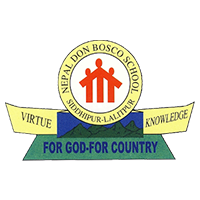 NEPAL DON BOSCO SCHOOL
SIDDHIPUR-LALITPUR
VIRTUE
KNOWLEDGE
FOR GOD-FOR COUNTRY